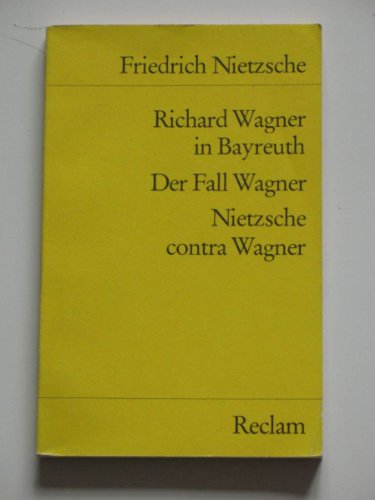 Friedrich Nietzsche
Richard Wagner
in Bayreuth
Der Fall Wagner
Nietzsche
contra Wagner
Reclam